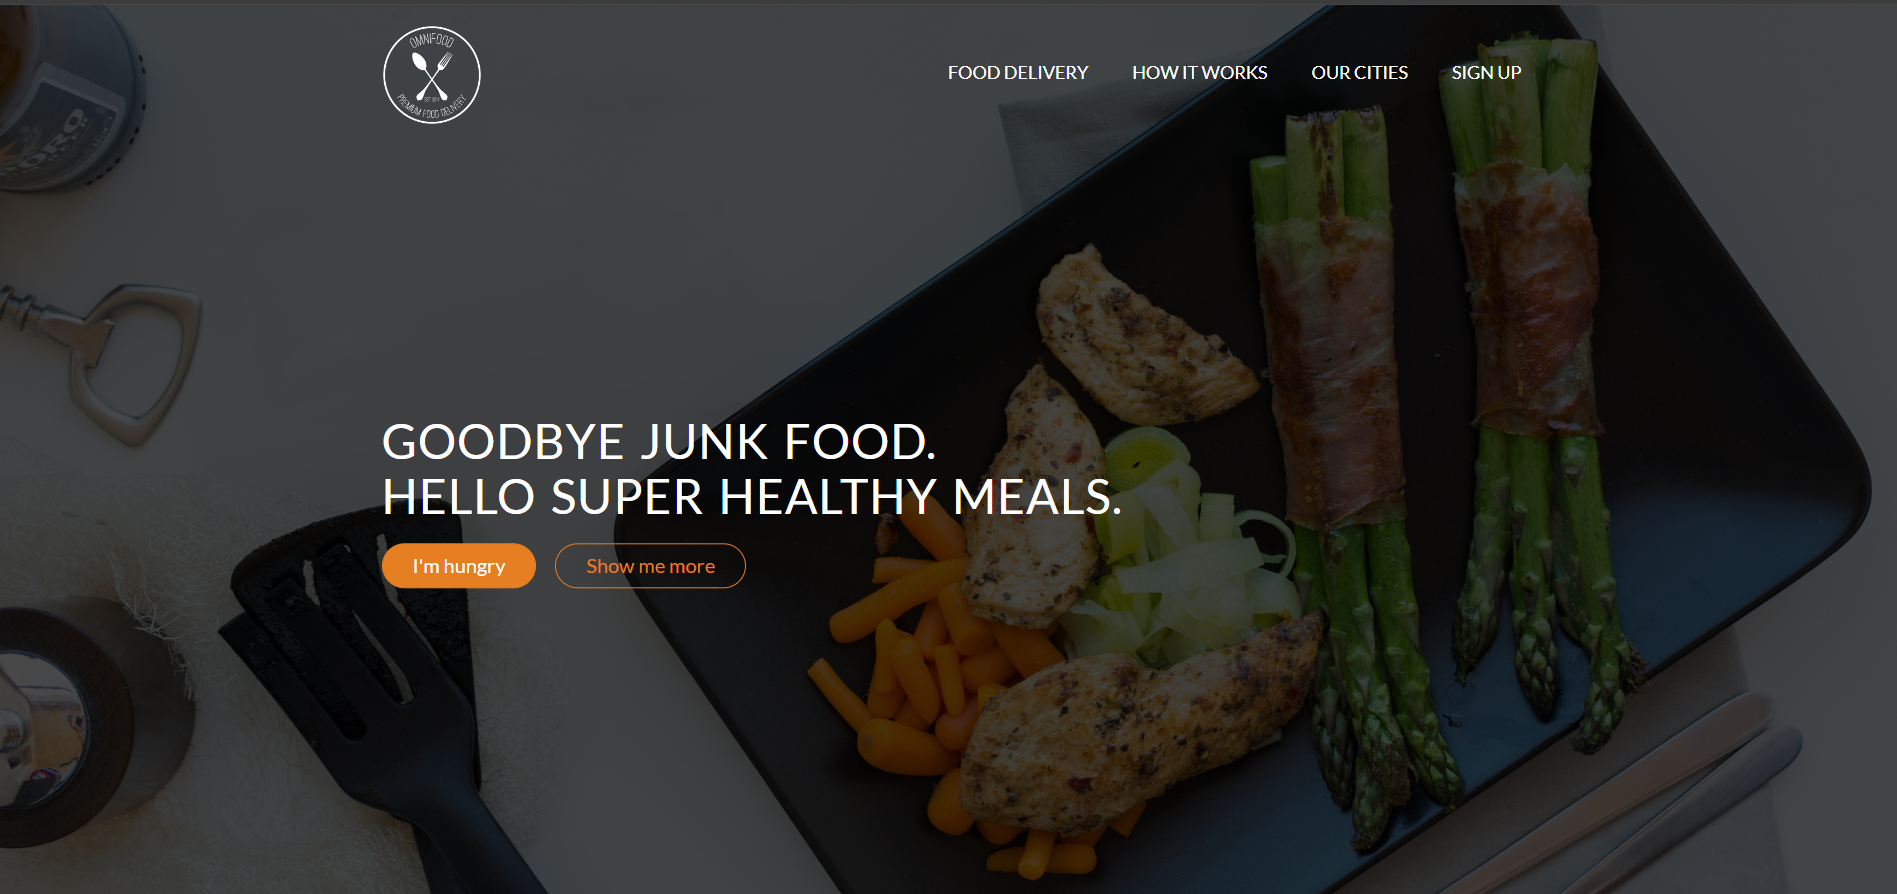 OMNIFOOD
EST 2011
PREMIUM FOOD DELIVERY
FOOD DELIVERY
HOW IT WORKS
OUR CITIES
SIGN UP
GOODBYE JUNK FOOD.
HELLO SUPER HEALTHY MEALS.
I'm hungry
Show me more